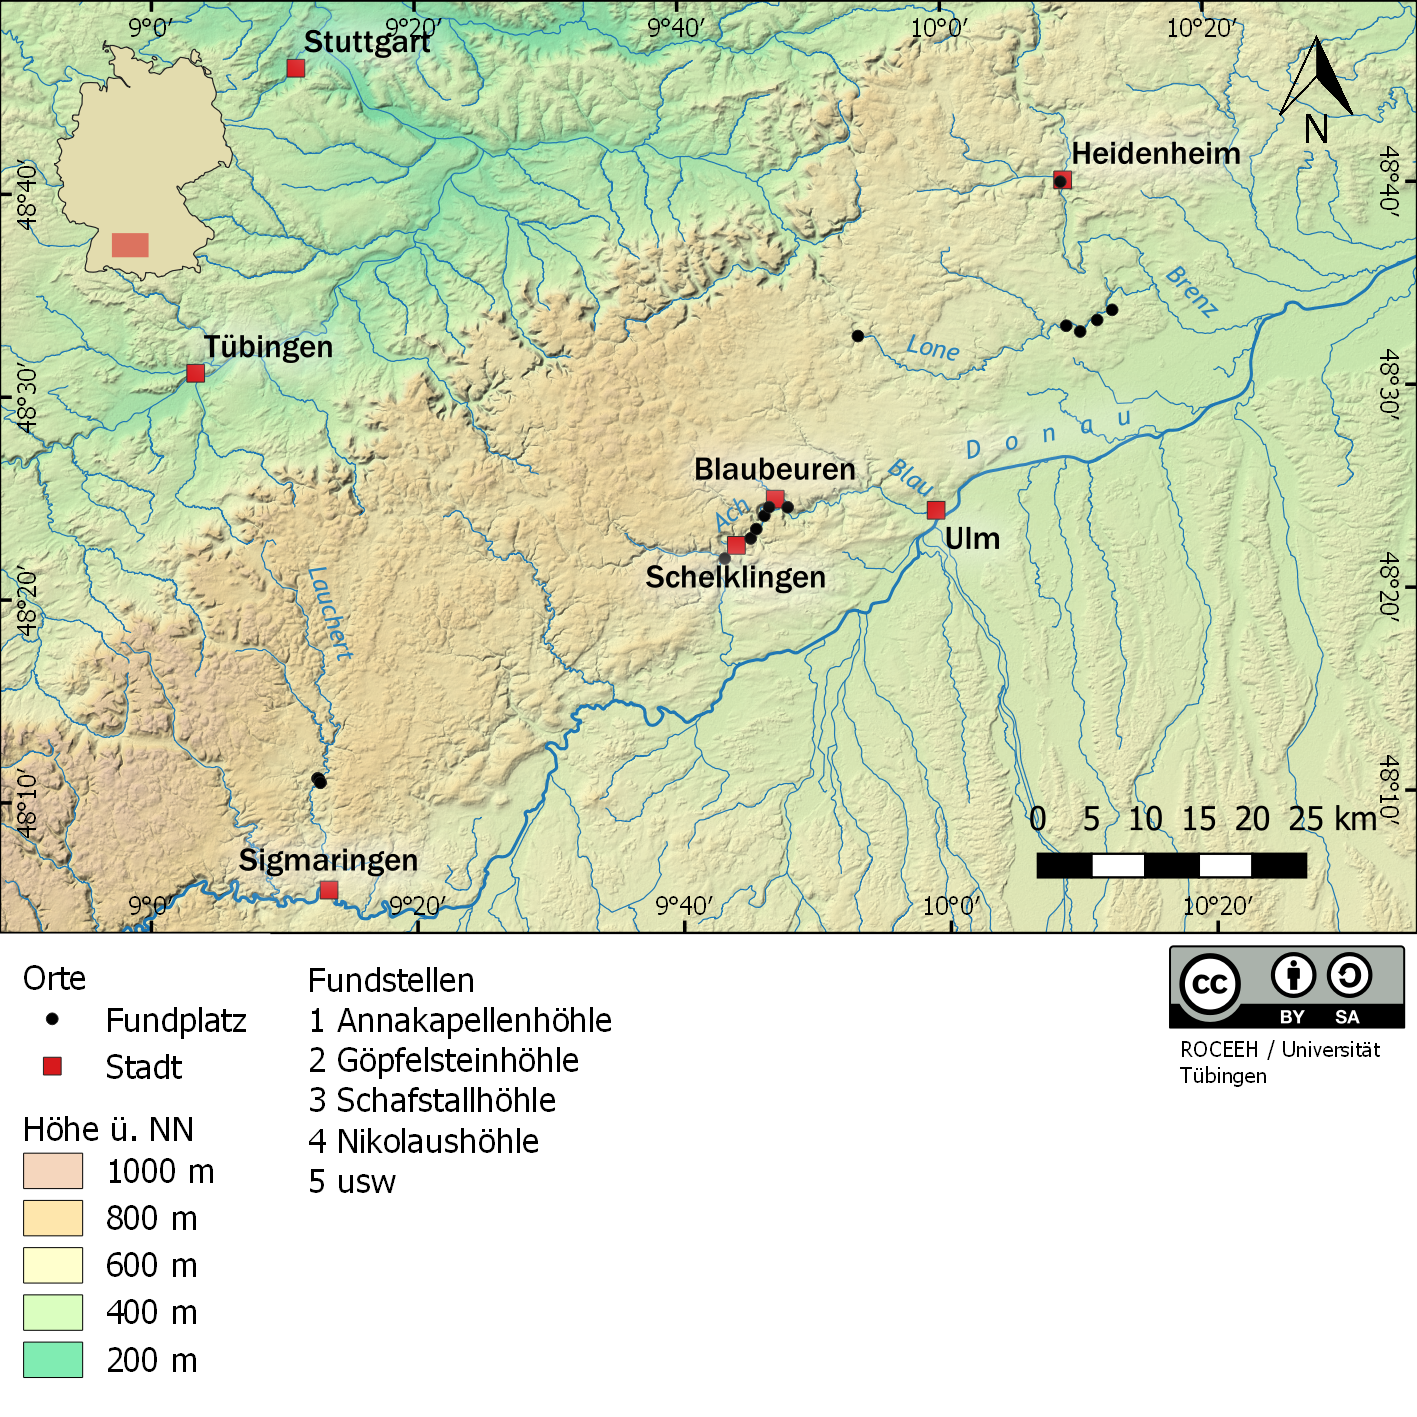 9°0′ 9°20′ 9°40′ 10°0′ 10°20′
Stuttgart
N
Heidenheim
48°40′ 48°40′
Brenz
Tübingen
Lone
48°30′ 48°30′
Donau
Blaubeuren
Blau
Ach
Ulm
Schelklingen
48°20′ 48°20′
Lauchert
48°10′ 48°10′
0 5 10 15 20 25 km
Sigmaringen
9°0′ 9°20′ 9°40′ 10°0′ 10°20′
Orte
Fundplatz
Stadt
Höhe ü. NN
1000 m
800 m
600 m
400 m
200 m
Fundstellen
1 Annakapellenhöhle
2 Göpfelsteinhöhle
3 Schafstallhöhle
4 Nikolaushöhle
5 usw
cc
BY SA
ROCEEH / Universität
Tübingen